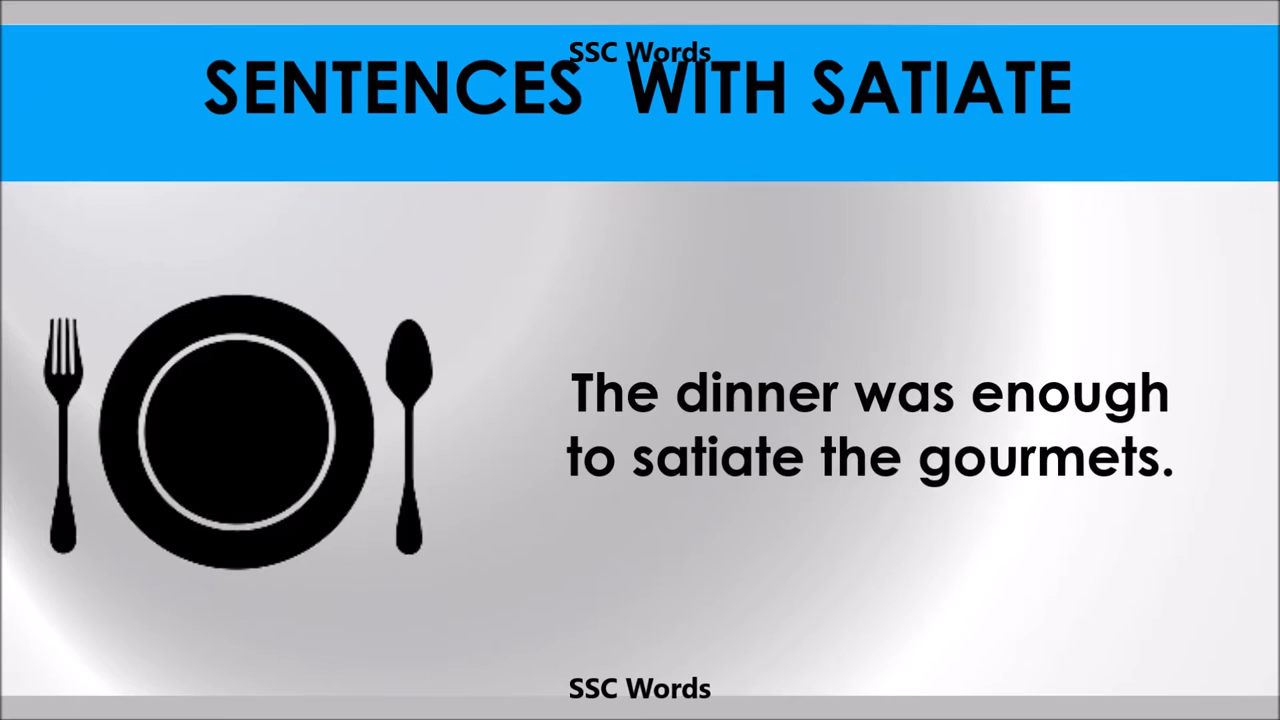 SSC Words
SENTENCES WITH SATIATE
The dinner was enough
to satiate the gourmets.
SSC Words